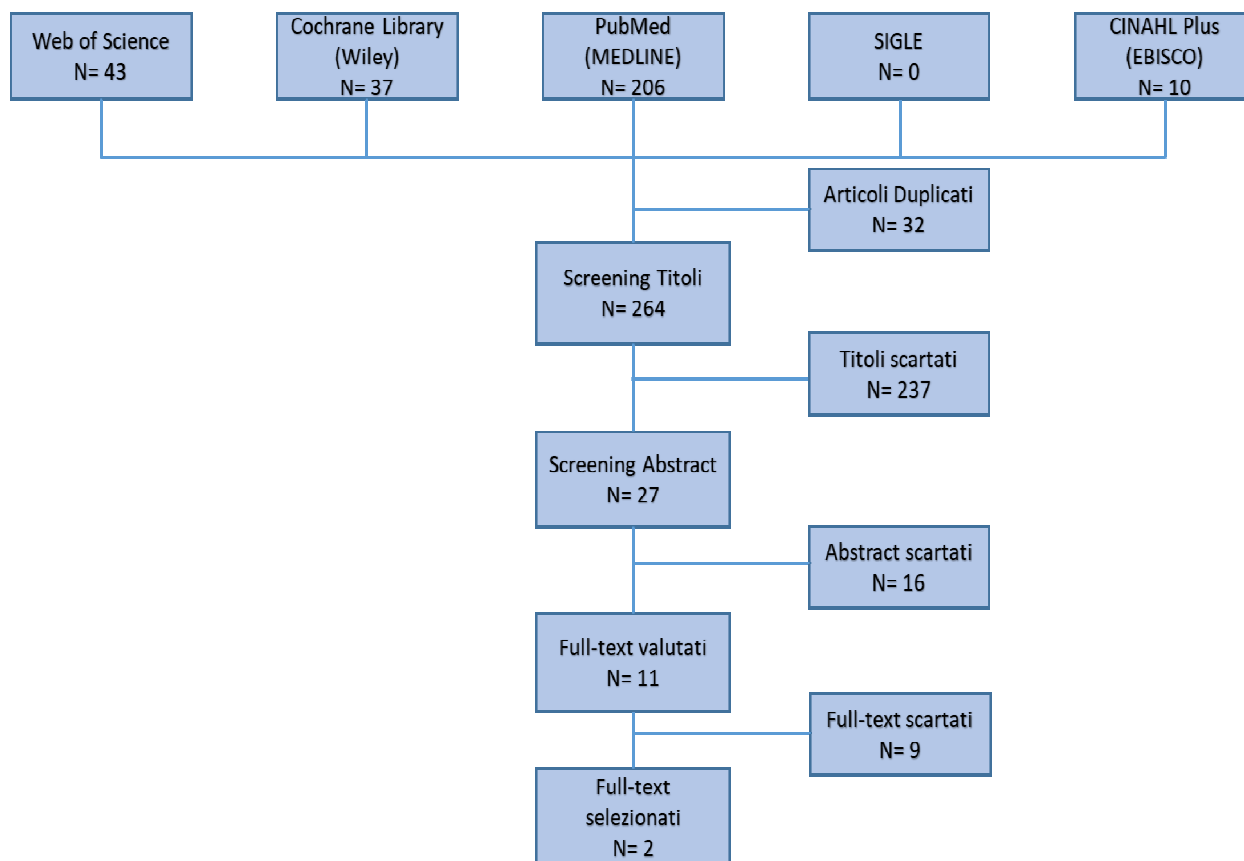 Web of Science
N= 43
Cochrane Library
(Wiley)
N= 37
PubMed
(MEDLINE)
N= 206
SIGLE
N= 0
CINAHL Plus
(EBISCO)
N= 10
Articoli Duplicati
N= 32
Screening Titoli
N= 264
Titoli scartati
N= 237
Screening Abstract
N= 27
Abstract scartati
N= 16
Full-text valutati
N= 11
Full-text scartati
N= 9
Full-text
selezionati
N= 2